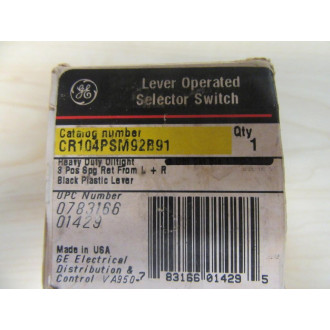 GE
Lever Operated
Selector Switch
Catalog number
Qty
CR104PSM92B91
1
Heavy Duty Oiltight
3 Pos Spg Ret From L + R
Black Plastic Lever
UPC Number
0783166
01429
Made in USA
GE Electrical
Distribution &
Control VA950
7 83166 01429 5